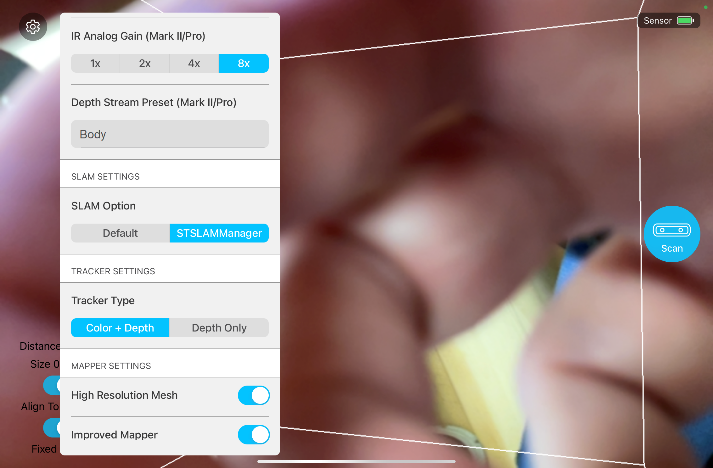 Sensor
IR Analog Gain (Mark II/Pro)
1x 2x 4x 8x
Depth Stream Preset (Mark II/Pro)
Body
SLAM SETTINGS
SLAM Option
Default STSLAMManager
Scan
TRACKER SETTINGS
Tracker Type
Color + Depth Depth Only
Distance
Size 0
MAPPER SETTINGS
High Resolution Mesh
Align To
Improved Mapper
Fixed